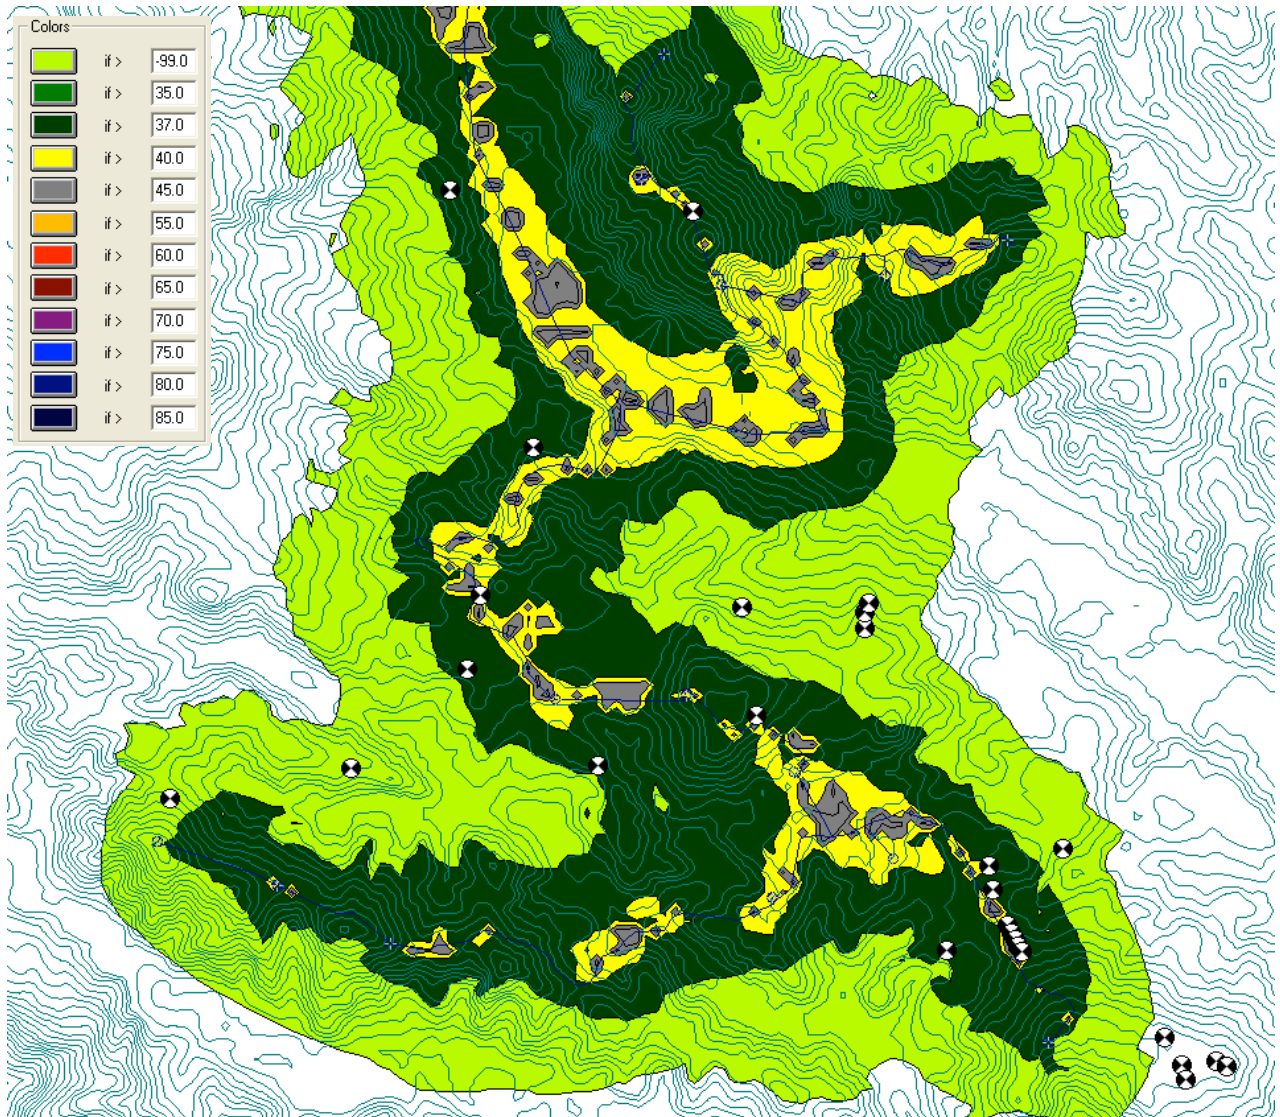 Colors
if > -99.0
if > 35.0
if > 37.0
if > 40.0
if > 45.0
if > 55.0
if > 60.0
if > 65.0
if > 70.0
if > 75.0
if > 80.0
if > 85.0